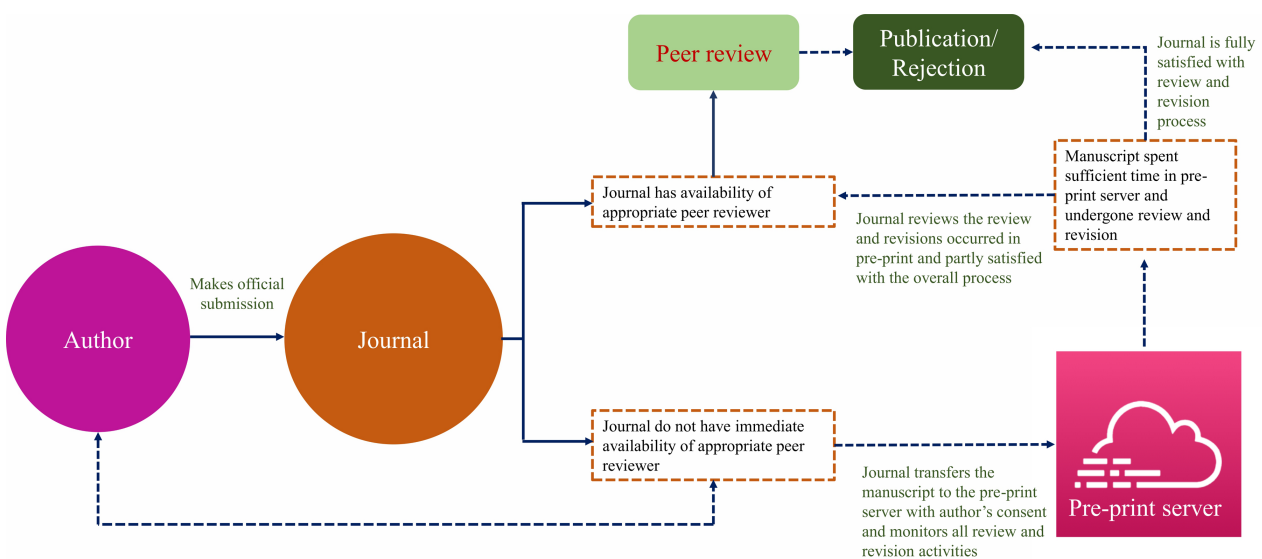 Peer review
Publication/
Rejection
Journal is fully
satisfied with
review and
revision
process
Manuscript spent
sufficient time in pre-
print server and
undergone review and
revision
Journal has availability of
appropriate peer reviewer
Journal reviews the review
and revisions occurred in
pre-print and partly satisfied
with the overall process
Makes official
submission
Author
Journal
Journal do not have immediate
availability of appropriate peer
reviewer
Journal transfers the
manuscript to the pre-print
server with author’s consent
and monitors all review and
revision activities
Pre-print server